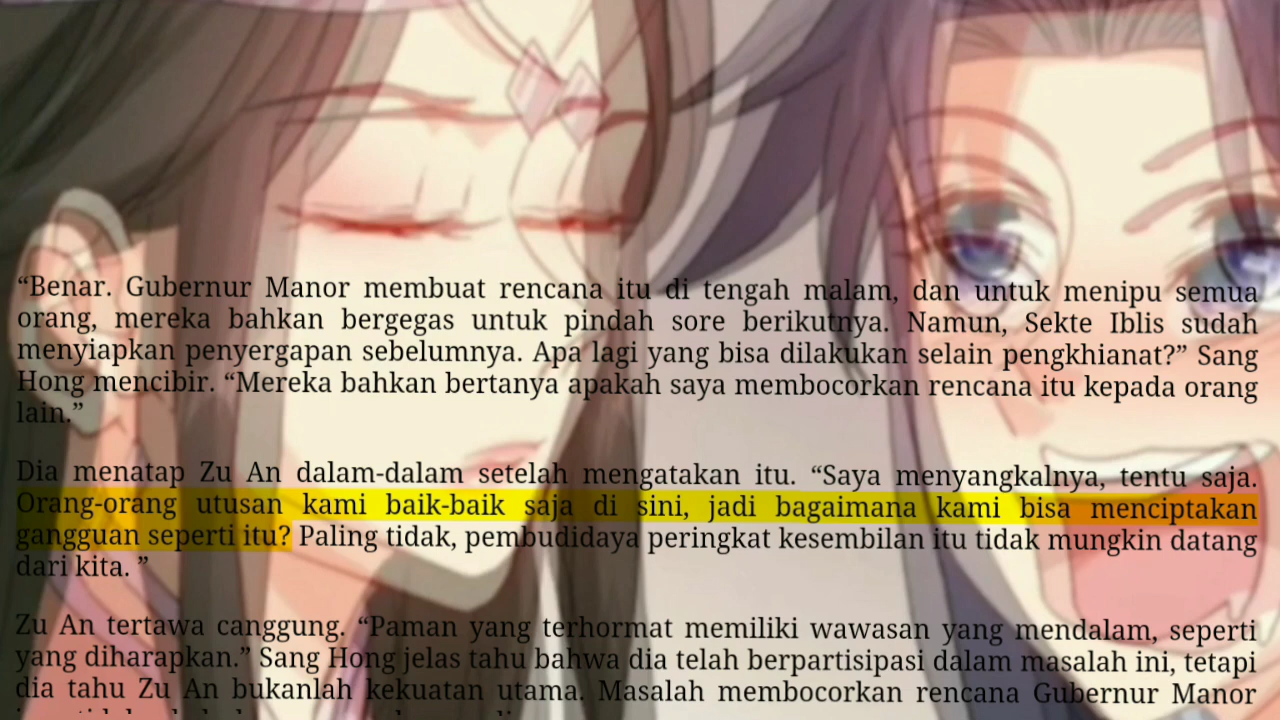 “Benar. Gubernur Manor membuat rencana itu di tengah malam, dan untuk menipu semua
orang, mereka bahkan bergegas untuk pindah sore berikutnya. Namun, Sekte Iblis sudah
menyiapkan penyergapan sebelumnya. Apa lagi yang bisa dilakukan selain pengkhianat?” Sang
Hong mencibir. “Mereka bahkan bertanya apakah saya membocorkan rencana itu kepada orang
lain.”
Dia menatap Zu An dalam-dalam setelah mengatakan itu. “Saya menyangkalnya, tentu saja.
Orang-orang utusan kami baik-baik saja di sini, jadi bagaimana kami bisa menciptakan
gangguan seperti itu? Paling tidak, pembudidaya peringkat kesembilan itu tidak mungkin datang
dari kita. ”
Zu An tertawa canggung. “Paman yang terhormat memiliki wawasan yang mendalam, seperti
yang diharapkan.” Sang Hong jelas tahu bahwa dia telah berpartisipasi dalam masalah ini, tetapi
dia tahu Zu An bukanlah kekuatan utama. Masalah membocorkan rencana Gubernur Manor